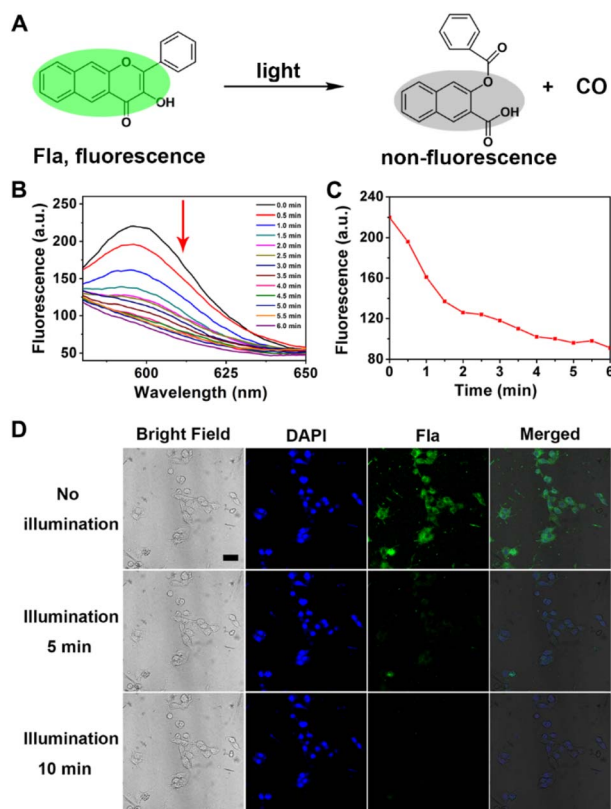 A
O
OH
O
light
O
O
OH
O
+ CO
Fla, fluorescence
non-fluorescence
B
Fluorescence (a.u.)
250
200
150
100
50
600
625
650
Wavelength (nm)
0.0 min
0.5 min
1.0 min
1.5 min
2.0 min
2.5 min
3.0 min
3.5 min
4.0 min
4.5 min
5.0 min
5.5 min
6.0 min
C
Fluorescence (a.u.)
240
200
160
120
80
0 1 2 3 4 5 6
Time (min)
D
Bright Field DAPI Fla Merged
No
illumination
Illumination
5 min
Illumination
10 min